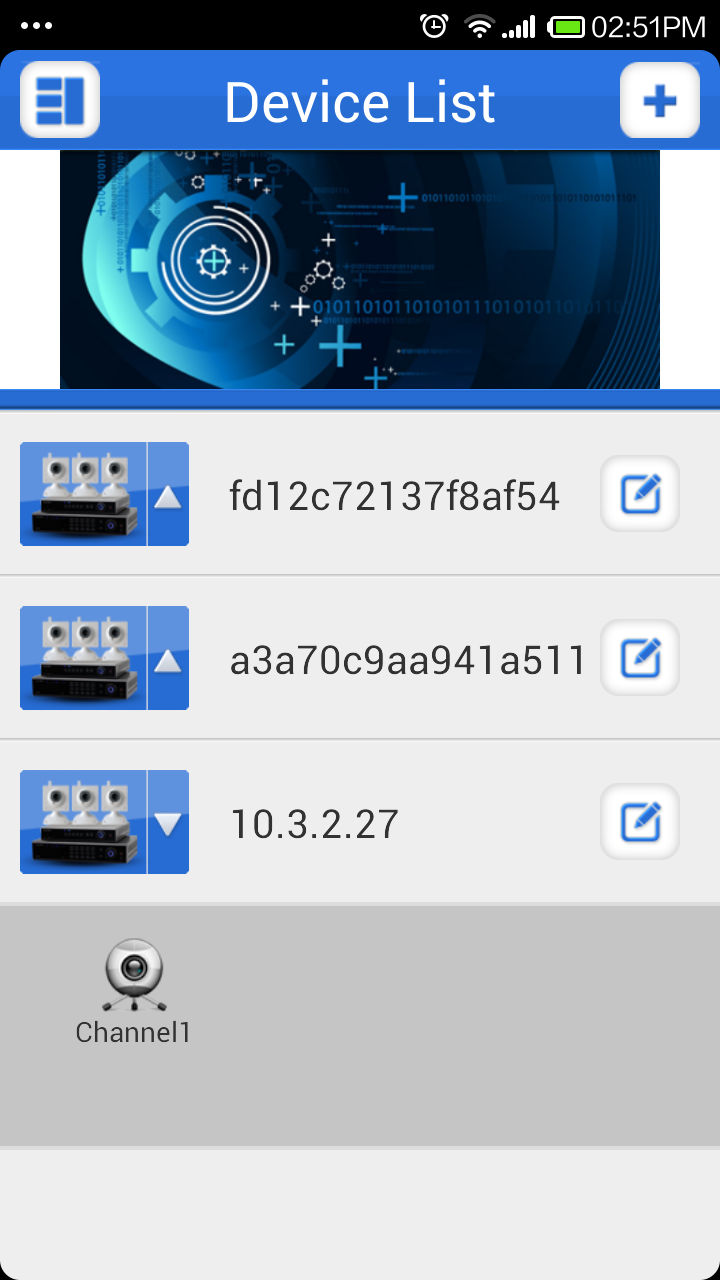 02:51PM
Device List
fd12c72137f8af54
a3a70c9aa941a511
10.3.2.27
Channel1